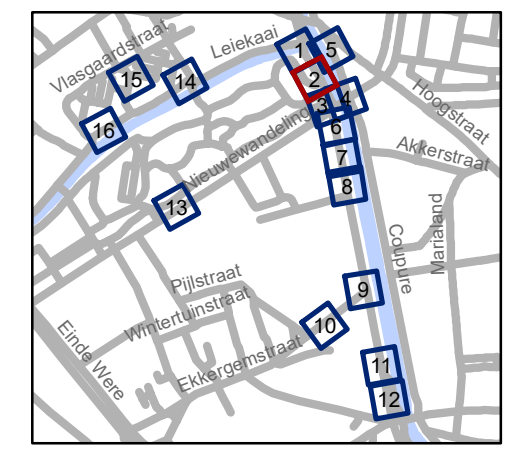 1
5
Leiekaai
Vlasgaardstraat
15
14
2
3
4
Hoogstraat
16
6
Nieuwewandeling
7
Akkerstraat
8
13
Marialand
Coupure
Pijlstraat
9
Wintertuinstraat
10
Einde Were
Ekkergemstraat
11
12